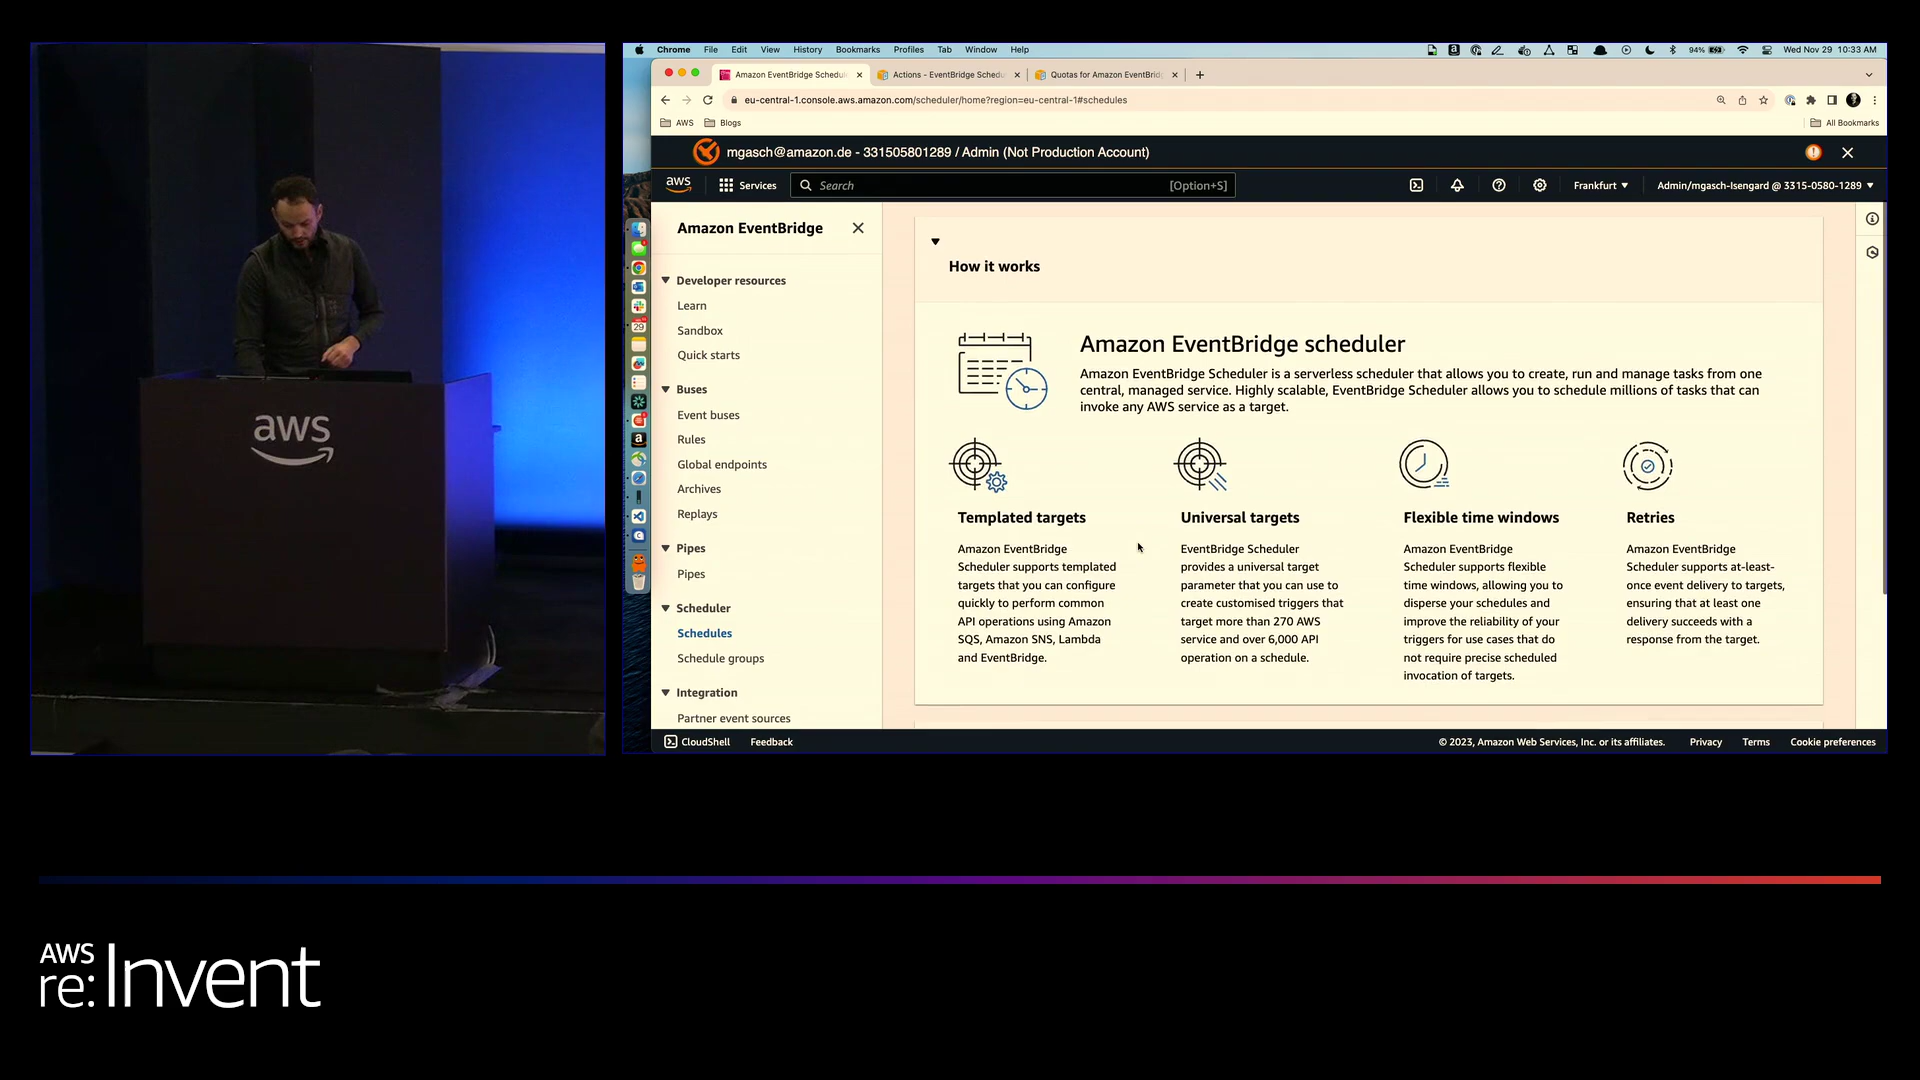 aws
Chrome File Edit View History Bookmarks Profiles Tab Window Help
94% Wed Nov 29 10:33 AM
Amazon EventBridge Schedul
Actions - EventBridge Schedu
Quotas for Amazon EventBrid
eu-central-1.console.aws.amazon.com/scheduler/home?region=eu-central-1#schedules
AWS Blogs All Bookmarks
mgasch@amazon.de - 331505801289 / Admin (Not Production Account)
aws Services Search [Option+S] Frankfurt Admin/mgasch-Isengard @ 3315-0580-1289
Amazon EventBridge
Developer resources
Learn
Sandbox
Quick starts
Buses
Event buses
Rules
Global endpoints
Archives
Replays
Pipes
Pipes
Scheduler
Schedules
Schedule groups
Integration
Partner event sources
How it works
Amazon EventBridge scheduler
Amazon EventBridge Scheduler is a serverless scheduler that allows you to create, run and manage tasks from one
central, managed service. Highly scalable, EventBridge Scheduler allows you to schedule millions of tasks that can
invoke any AWS service as a target.
Templated targets
Amazon EventBridge
Scheduler supports templated
targets that you can configure
quickly to perform common
API operations using Amazon
SQS, Amazon SNS, Lambda
and EventBridge.
Universal targets
EventBridge Scheduler
provides a universal target
parameter that you can use to
create customised triggers that
target more than 270 AWS
service and over 6,000 API
operation on a schedule.
Flexible time windows
Amazon EventBridge
Scheduler supports flexible
time windows, allowing you to
disperse your schedules and
improve the reliability of your
triggers for use cases that do
not require precise scheduled
invocation of targets.
Retries
Amazon EventBridge
Scheduler supports at-least-
once event delivery to targets,
ensuring that at least one
delivery succeeds with a
response from the target.
CloudShell Feedback
© 2023, Amazon Web Services, Inc. or its affiliates. Privacy Terms Cookie preferences
AWS
re:Invent